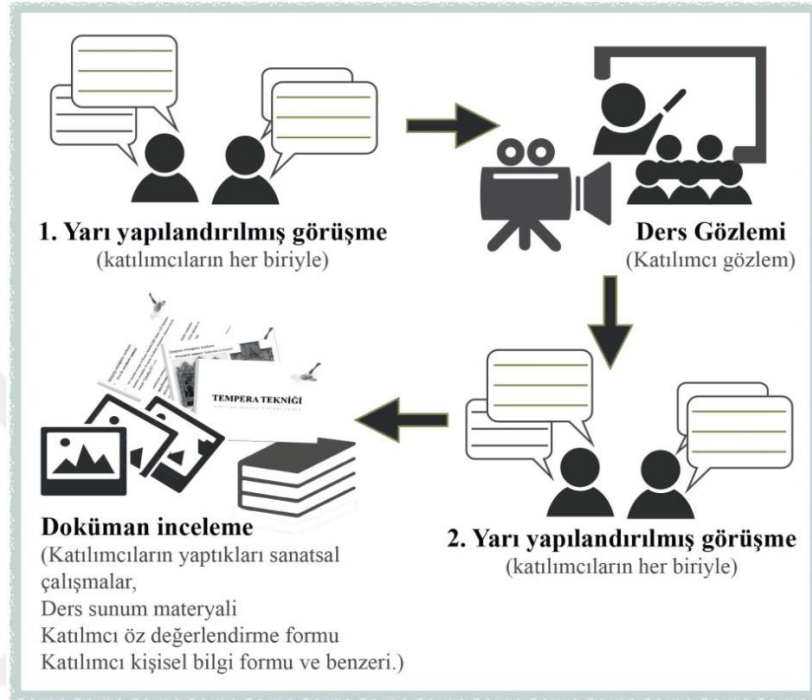 1. Yarı yapılandırılmış görüşme
(katılımcıların her biriyle)
Ders Gözlemi
(Katılımcı gözlem)
2. Yarı yapılandırılmış görüşme
(katılımcıların her biriyle)
TEMPERA TEKNİĞİ
Doküman inceleme
(Katılımcıların yaptıkları sanatsal
çalışmalar,
Ders sunum materyali
Katılmcı öz değerlendirme formu
Katılımcı kişisel bilgi formu ve benzeri.)